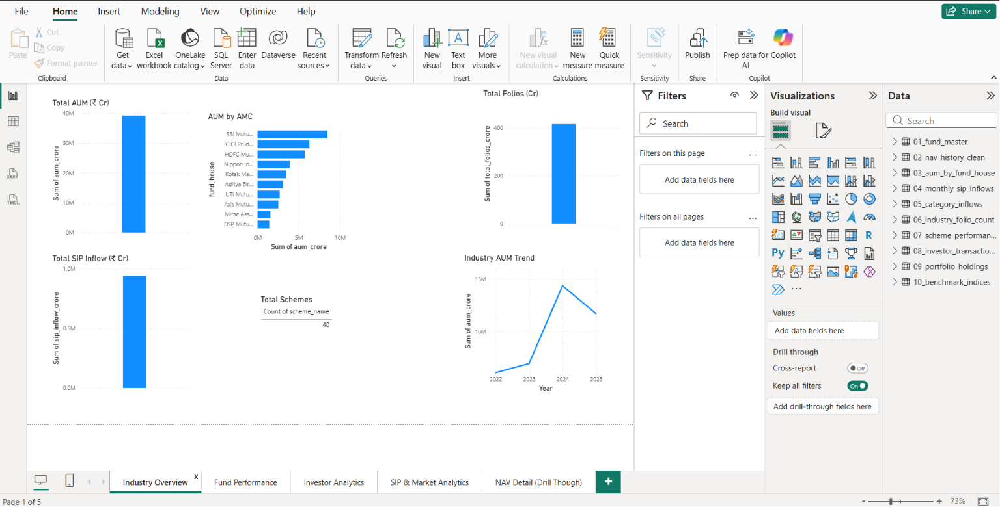 File Home Insert Modeling View Optimize Help
Share
Paste
Cut
Copy
Format painter
Clipboard
Get data
Excel workbook
OneLake catalog
SQL Server
Enter data
Dataverse
Recent sources
Data
Transform data
Refresh
Queries
New visual
Text box
More visuals
Insert
New visual calculation
New measure
Quick measure
Calculations
Sensitivity
Sensitivity
Publish
Share
Prep data for AI
Copilot
Copilot
DAX
TMDL
Total AUM (₹ Cr)
Sum of aum_crore
40M
30M
20M
10M
0M
AUM by AMC
fund_house
SBI Mutu...
ICICI Prud...
HDFC Mu...
Nippon In...
Kotak Ma...
Aditya Bir...
UTI Mutu...
Axis Mutu...
Mirae Ass...
DSP Mutu...
0M 5M 10M
Sum of aum_crore
Total Folios (Cr)
Sum of total_folios_crore
400
200
0
Total SIP Inflow (₹ Cr)
Sum of sip_inflow_crore
1.0M
0.5M
0.0M
Total Schemes
Count of scheme_name
40
Industry AUM Trend
Sum of aum_crore
15M
10M
2022 2023 2024 2025
Year
Filters
Search
Filters on this page
...
Add data fields here
Filters on all pages
...
Add data fields here
Visualizations
Build visual
123
R
Py
...
Values
Add data fields here
Drill through
Cross-report
Off
Keep all filters
On
Add drill-through fields here
Data
Search
01_fund_master
02_nav_history_clean
03_aum_by_fund_house
04_monthly_sip_inflows
05_category_inflows
06_industry_folio_count
07_scheme_performan...
08_investor_transactio...
09_portfolio_holdings
10_benchmark_indices
Industry Overview x
Fund Performance
Investor Analytics
SIP & Market Analytics
NAV Detail (Drill Though)
+
Page 1 of 5
- + 73%